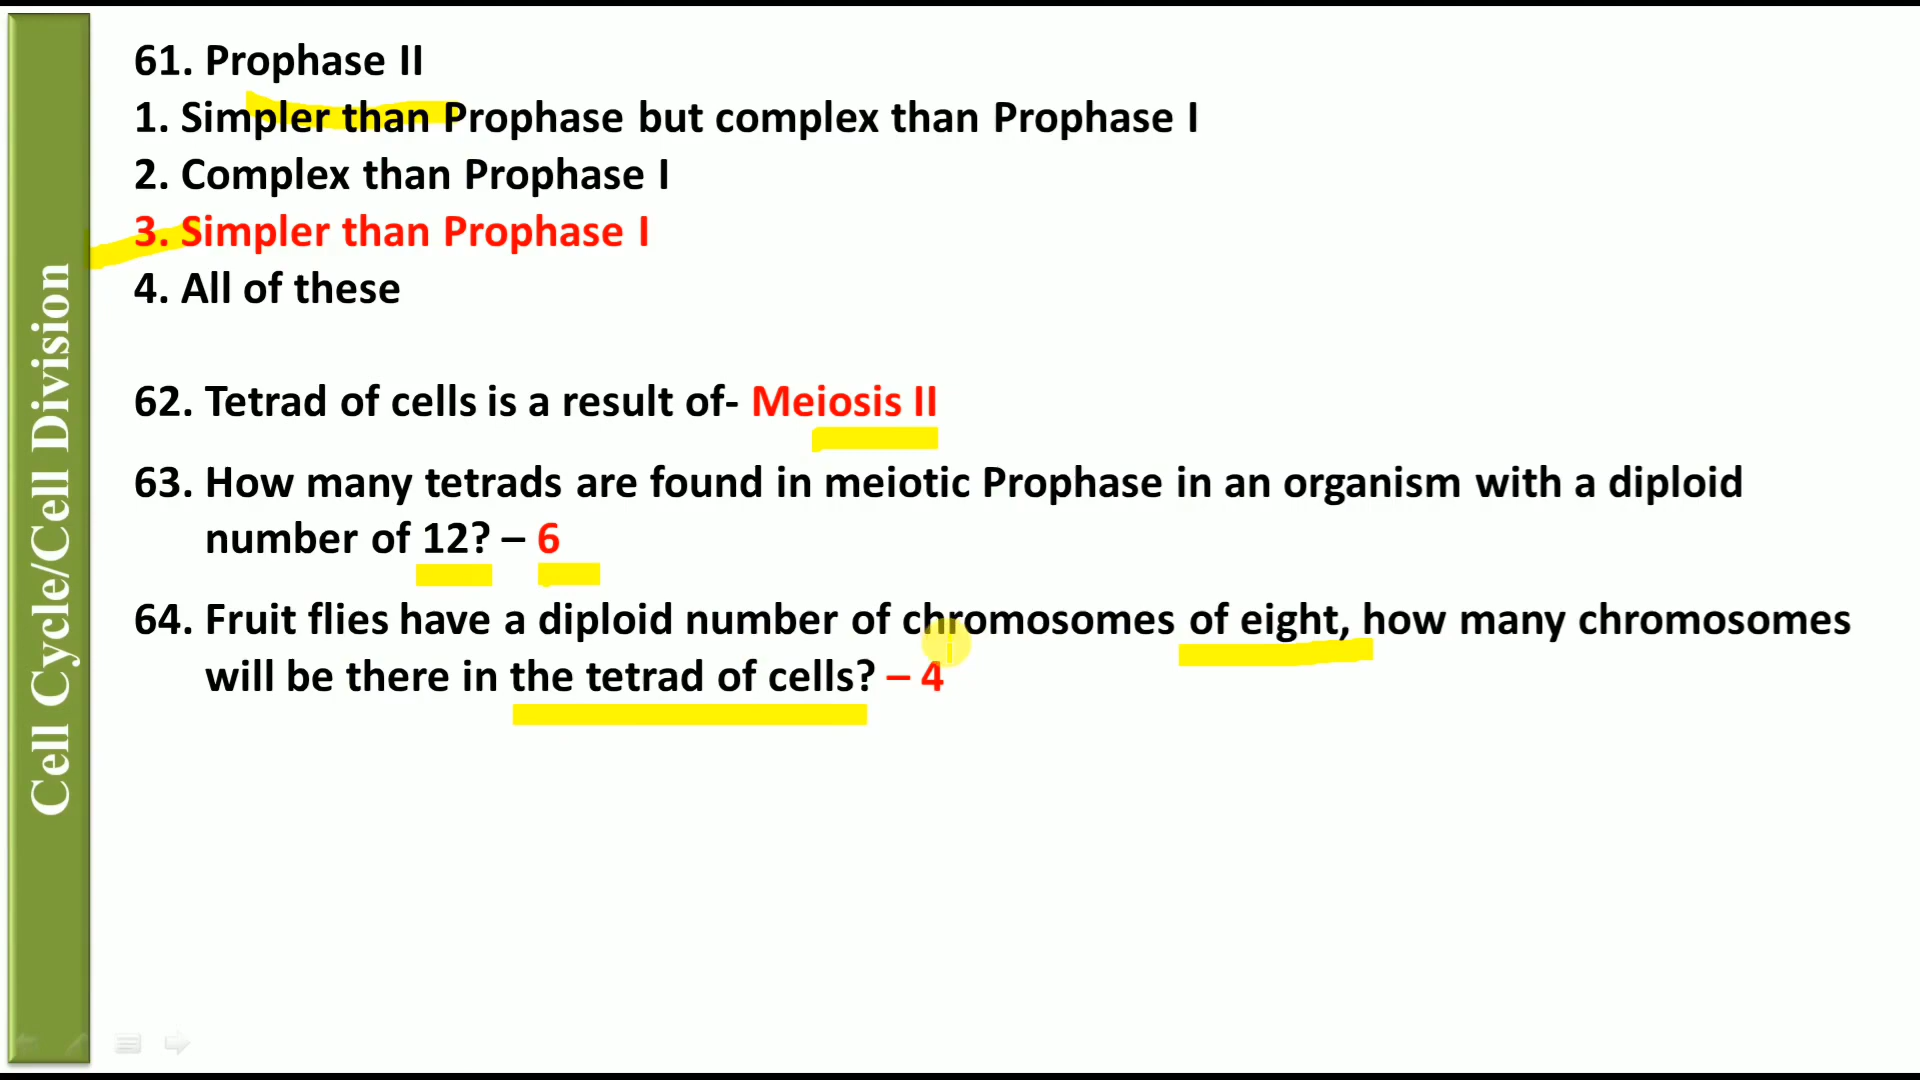 Cell Cycle/Cell Division
61. Prophase II
1. Simpler than Prophase but complex than Prophase I
2. Complex than Prophase I
3. Simpler than Prophase I
4. All of these
62. Tetrad of cells is a result of- Meiosis II
63. How many tetrads are found in meiotic Prophase in an organism with a diploid
number of 12? – 6
64. Fruit flies have a diploid number of chromosomes of eight, how many chromosomes
will be there in the tetrad of cells? – 4